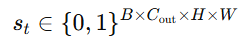 s_t ∈ {0, 1}^{B×C_out×H×W}